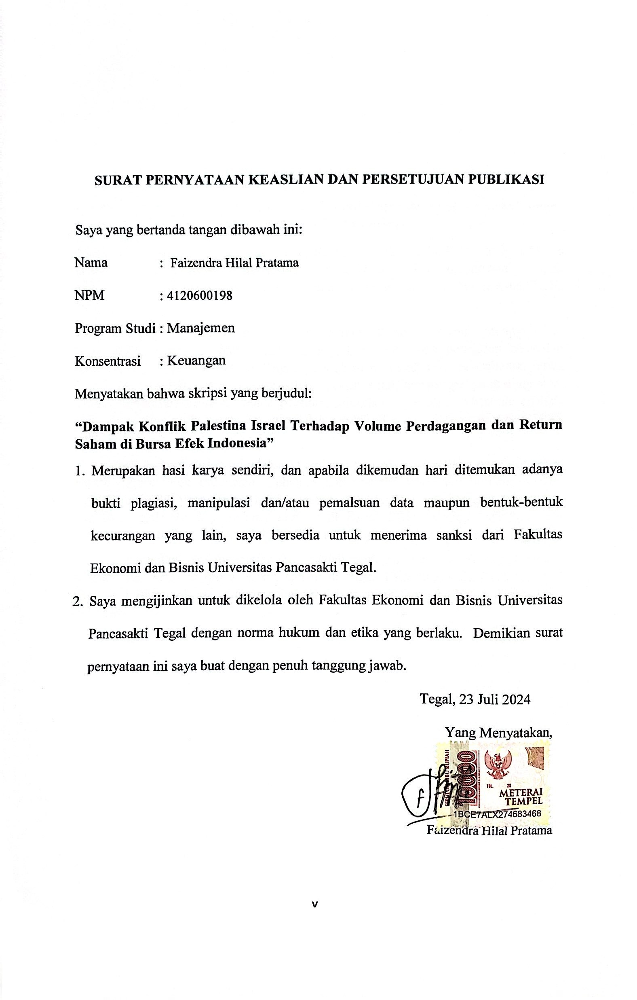 SURAT PERNYATAAN KEASLIAN DAN PERSETUJUAN PUBLIKASI
Saya yang bertanda tangan dibawah ini:
Nama : Faizendra Hilal Pratama
NPM : 4120600198
Program Studi : Manajemen
Konsentrasi : Keuangan
Menyatakan bahwa skripsi yang berjudul:
“Dampak Konflik Palestina Israel Terhadap Volume Perdagangan dan Return
Saham di Bursa Efek Indonesia”
1. Merupakan hasi karya sendiri, dan apabila dikemudan hari ditemukan adanya
bukti plagiasi, manipulasi dan/atau pemalsuan data maupun bentuk-bentuk
kecurangan yang lain, saya bersedia untuk menerima sanksi dari Fakultas
Ekonomi dan Bisnis Universitas Pancasakti Tegal.
2. Saya mengijinkan untuk dikelola oleh Fakultas Ekonomi dan Bisnis Universitas
Pancasakti Tegal dengan norma hukum dan etika yang berlaku. Demikian surat
pernyataan ini saya buat dengan penuh tanggung jawab.
Tegal, 23 Juli 2024
Yang Menyatakan,
10000
TGL. 20
METERAI
TEMPEL
1BCE7ALX274683468
Faizendra Hilal Pratama
v